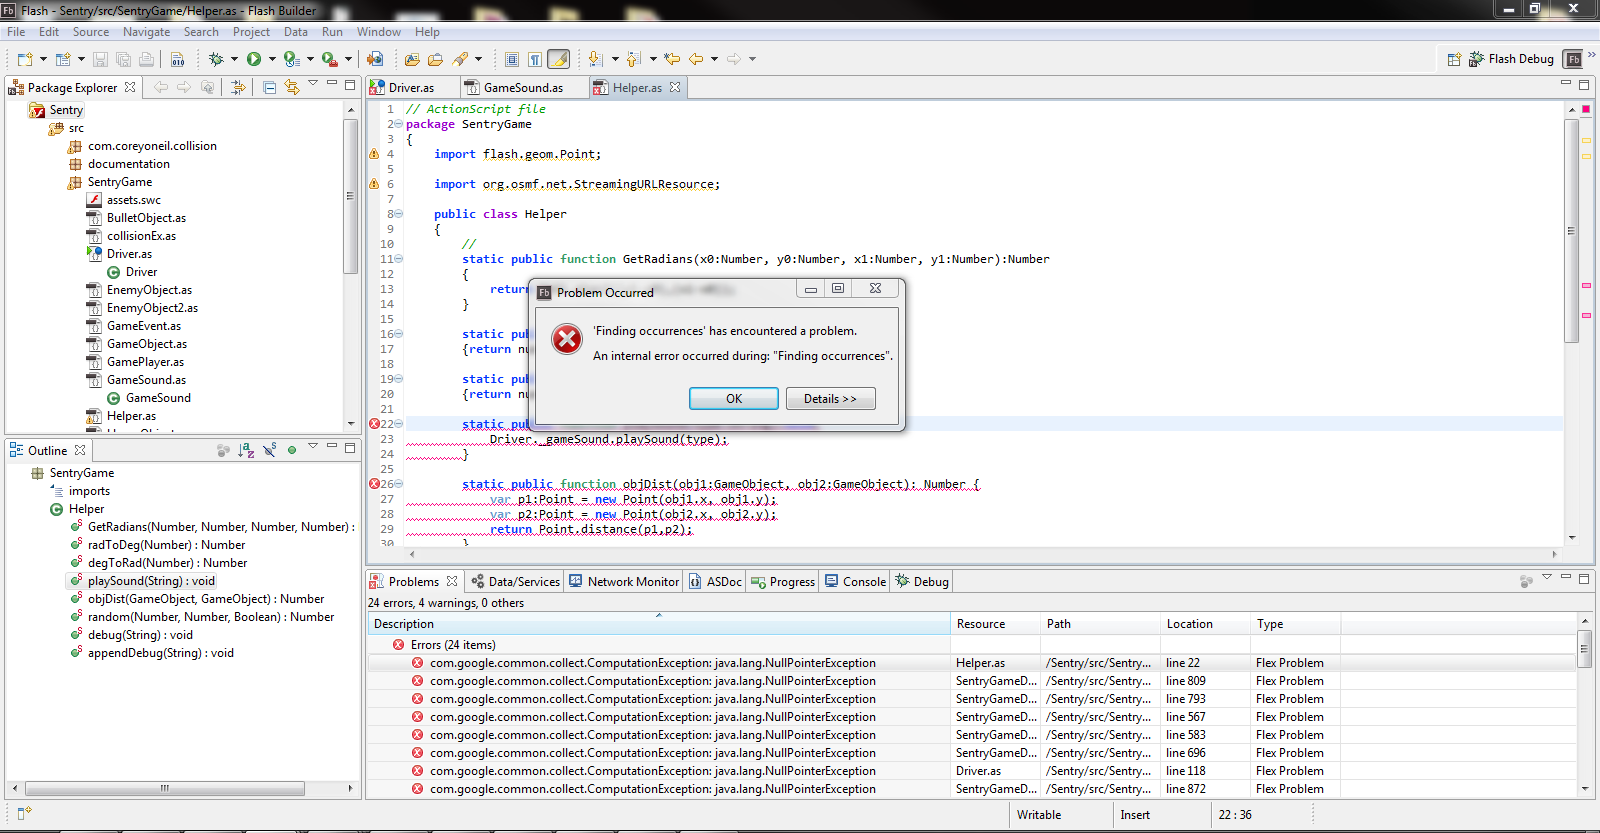 Fb Flash - Sentry/src/SentryGame/Helper.as - Flash Builder
File Edit Source Navigate Search Project Data Run Window Help
Flash Debug Fb
Package Explorer
Sentry
src
com.coreyoneil.collision
documentation
SentryGame
assets.swc
BulletObject.as
collisionEx.as
Driver.as
Driver
EnemyObject.as
EnemyObject2.as
GameEvent.as
GameObject.as
GamePlayer.as
GameSound.as
GameSound
Helper.as
Outline
SentryGame
imports
Helper
GetRadians(Number, Number, Number, Number) :
radToDeg(Number) : Number
degToRad(Number) : Number
playSound(String) : void
objDist(GameObject, GameObject) : Number
random(Number, Number, Boolean) : Number
debug(String) : void
appendDebug(String) : void
Driver.as GameSound.as Helper.as
1 // ActionScript file
2 package SentryGame
3 {
4 import flash.geom.Point;
5
6 import org.osmf.net.StreamingURLResource;
7
8 public class Helper
9 {
10 //
11 static public function GetRadians(x0:Number, y0:Number, x1:Number, y1:Number):Number
12 {
13 return
14 }
15
16 static pub
17 {return nu
18
19 static pub
20 {return nu
21
22 static pu
23 Driver._gameSound.playSound(type);
24 }
25
26 static public function objDist(obj1:GameObject, obj2:GameObject): Number {
27 var p1:Point = new Point(obj1.x, obj1.y);
28 var p2:Point = new Point(obj2.x, obj2.y);
29 return Point.distance(p1,p2);
30 }
Fb Problem Occurred
'Finding occurrences' has encountered a problem.
An internal error occurred during: "Finding occurrences".
OK Details >>
Problems Data/Services Network Monitor ASDoc Progress Console Debug
24 errors, 4 warnings, 0 others
Description Resource Path Location Type
Errors (24 items)
com.google.common.collect.ComputationException: java.lang.NullPointerException Helper.as /Sentry/src/Sentry... line 22 Flex Problem
com.google.common.collect.ComputationException: java.lang.NullPointerException SentryGameD... /Sentry/src/Sentry... line 809 Flex Problem
com.google.common.collect.ComputationException: java.lang.NullPointerException SentryGameD... /Sentry/src/Sentry... line 793 Flex Problem
com.google.common.collect.ComputationException: java.lang.NullPointerException SentryGameD... /Sentry/src/Sentry... line 567 Flex Problem
com.google.common.collect.ComputationException: java.lang.NullPointerException SentryGameD... /Sentry/src/Sentry... line 583 Flex Problem
com.google.common.collect.ComputationException: java.lang.NullPointerException SentryGameD... /Sentry/src/Sentry... line 696 Flex Problem
com.google.common.collect.ComputationException: java.lang.NullPointerException Driver.as /Sentry/src/Sentry... line 118 Flex Problem
com.google.common.collect.ComputationException: java.lang.NullPointerException SentryGameD... /Sentry/src/Sentry... line 872 Flex Problem
Writable Insert 22 : 36